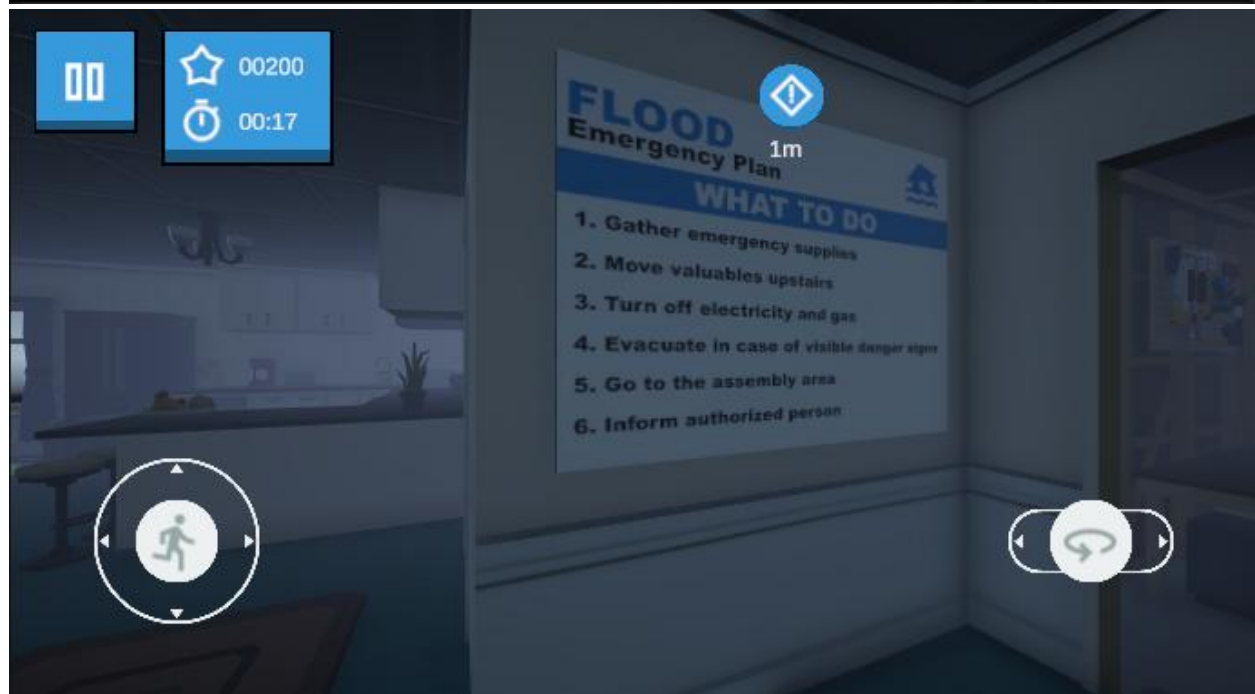 00200
00:17
1m
FLOOD
Emergency Plan
WHAT TO DO
1. Gather emergency supplies
2. Move valuables upstairs
3. Turn off electricity and gas
4. Evacuate in case of visible danger signs
5. Go to the assembly area
6. Inform authorized person